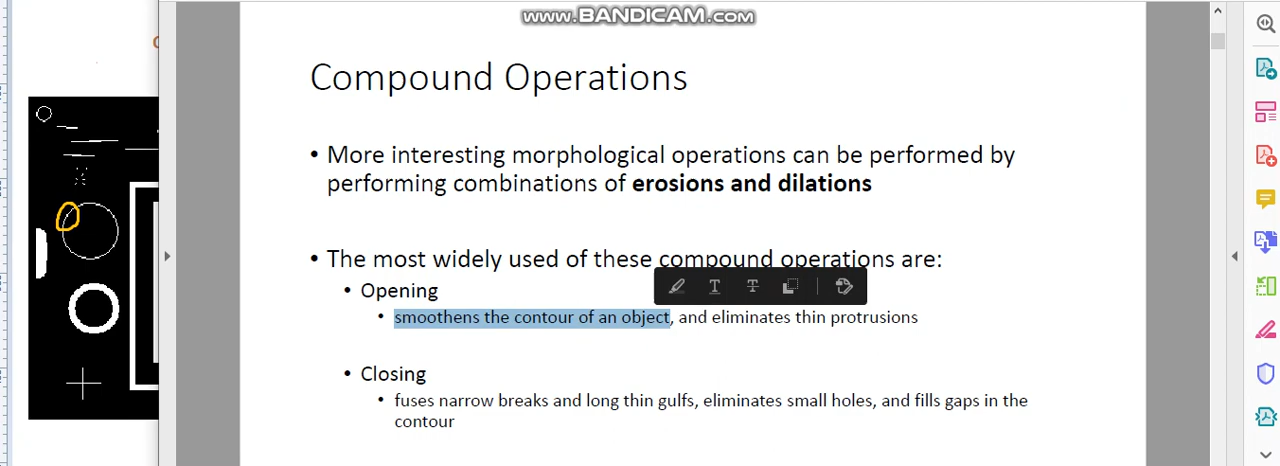 www.BANDICAM.com
Compound Operations
• More interesting morphological operations can be performed by
performing combinations of erosions and dilations
• The most widely used of these compound operations are:
• Opening
• smoothens the contour of an object, and eliminates thin protrusions
• Closing
• fuses narrow breaks and long thin gulfs, eliminates small holes, and fills gaps in the
contour